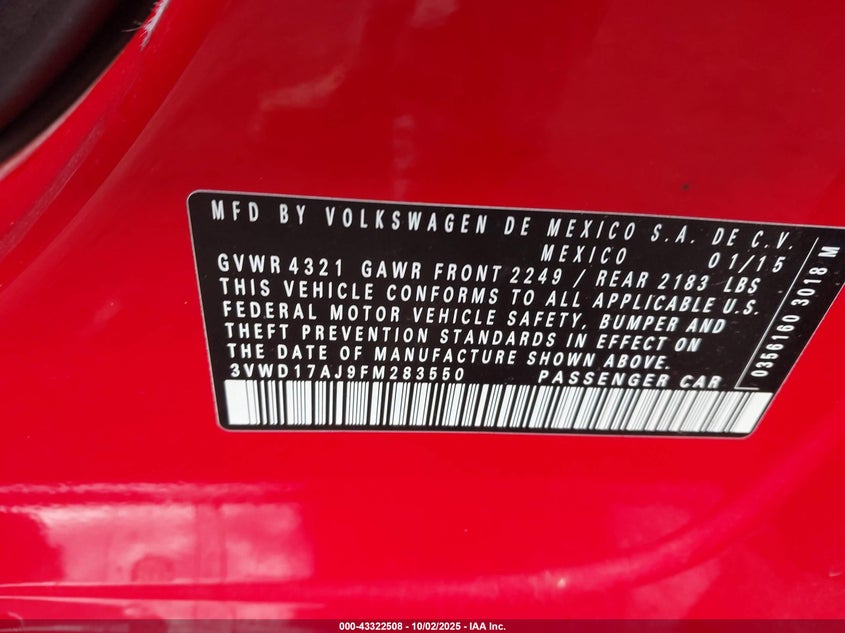 MFD BY VOLKSWAGEN DE MEXICO S.A. DE C.V.
MEXICO 01/15
GVWR 4321 GAWR FRONT 2249 / REAR 2183 LBS
THIS VEHICLE CONFORMS TO ALL APPLICABLE U.S.
FEDERAL MOTOR VEHICLE SAFETY, BUMPER AND
THEFT PREVENTION STANDARDS IN EFFECT ON
THE DATE OF MANUFACTURE SHOWN ABOVE.
3VWD17AJ9FM283550 PASSENGER CAR
0356160 3018 M
000-43322508 - 10/02/2025 - IAA Inc.